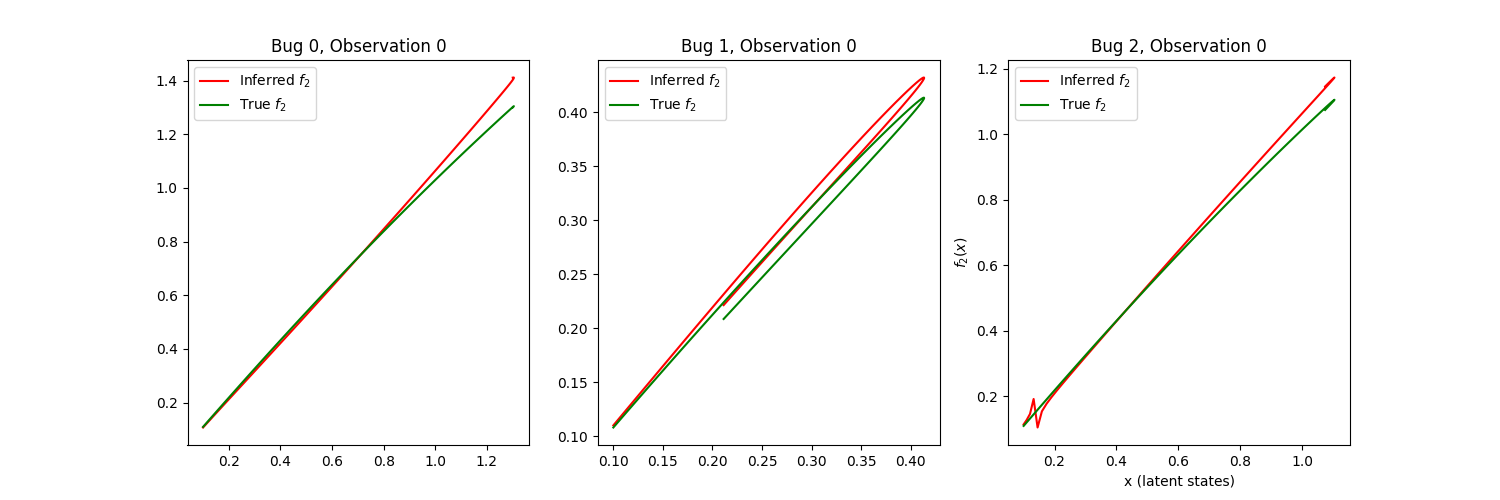 Bug 0, Observation 0
Inferred f₂
True f₂
1.4
1.2
1.0
0.8
0.6
0.4
0.2
0.2 0.4 0.6 0.8 1.0 1.2
Bug 1, Observation 0
Inferred f₂
True f₂
0.40
0.35
0.30
0.25
0.20
0.15
0.10
0.10 0.15 0.20 0.25 0.30 0.35 0.40
Bug 2, Observation 0
Inferred f₂
True f₂
f₂(x)
1.2
1.0
0.8
0.6
0.4
0.2
0.2 0.4 0.6 0.8 1.0
x (latent states)